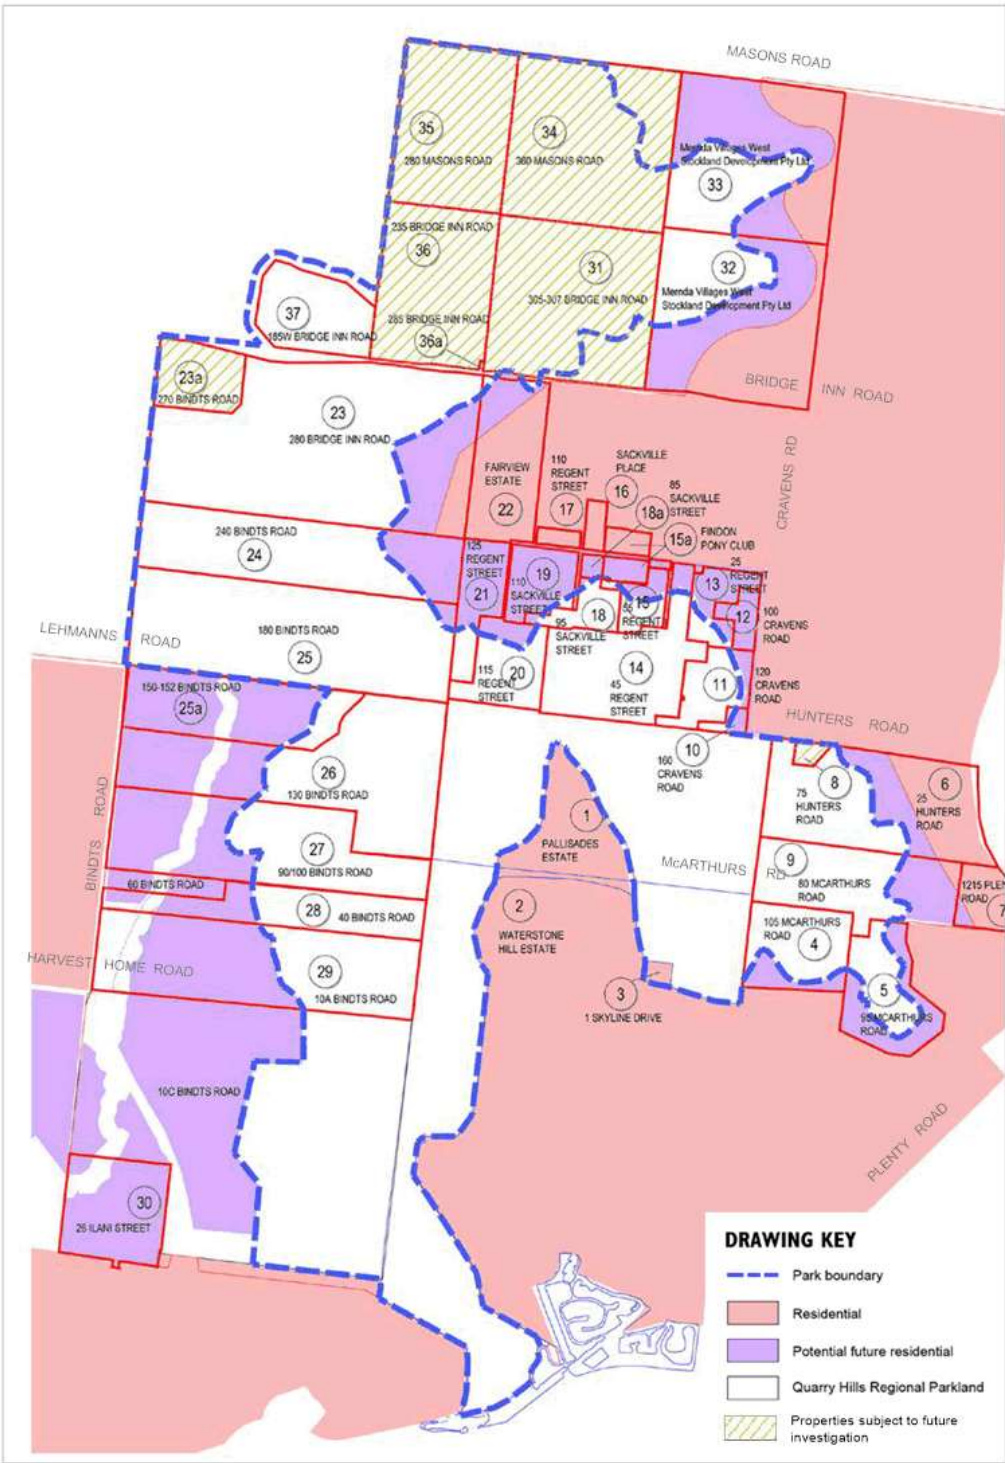 MASONS ROAD
35
280 MASONS ROAD
34
360 MASONS ROAD
Mernda Villages West
Stockland Development Pty Ltd
33
235 BRIDGE INN ROAD
36
31
305-307 BRIDGE INN ROAD
32
Mernda Villages West
Stockland Development Pty Ltd
37
185W BRIDGE INN ROAD
285 BRIDGE INN ROAD
36a
23a
270 BINDTS ROAD
BRIDGE INN ROAD
23
280 BRIDGE INN ROAD
CRAVENS RD
FAIRVIEW
ESTATE
22
110
REGENT
STREET
17
SACKVILLE
PLACE
16
85
SACKVILLE
STREET
18a
15a
FINDON
PONY CLUB
240 BINDTS ROAD
24
125
REGENT
STREET
21
19
110
SACKVILLE
STREET
18
95
SACKVILLE
STREET
15
55
REGENT
STREET
13
25
REGENT
STREET
12
100
CRAVENS
ROAD
LEHMANNS ROAD
180 BINDTS ROAD
25
115
REGENT
STREET
20
14
45
REGENT
STREET
11
120
CRAVENS
ROAD
150-152 BINDTS ROAD
25a
HUNTERS ROAD
10
160
CRAVENS
ROAD
26
130 BINDTS ROAD
8
75
HUNTERS
ROAD
6
25
HUNTERS
ROAD
BINDTS ROAD
1
PALLISADES
ESTATE
27
90/100 BINDTS ROAD
McARTHURS RD
9
80 MCARTHURS
ROAD
60 BINDTS ROAD
28
40 BINDTS ROAD
2
WATERSTONE
HILL ESTATE
105 MCARTHURS
ROAD
4
1215 PLEN
ROAD
7
HARVEST HOME ROAD
29
10A BINDTS ROAD
3
1 SKYLINE DRIVE
5
95 MCARTHURS
ROAD
10C BINDTS ROAD
PLENTY ROAD
30
25 ILANI STREET
DRAWING KEY
Park boundary
Residential
Potential future residential
Quarry Hills Regional Parkland
Properties subject to future
investigation